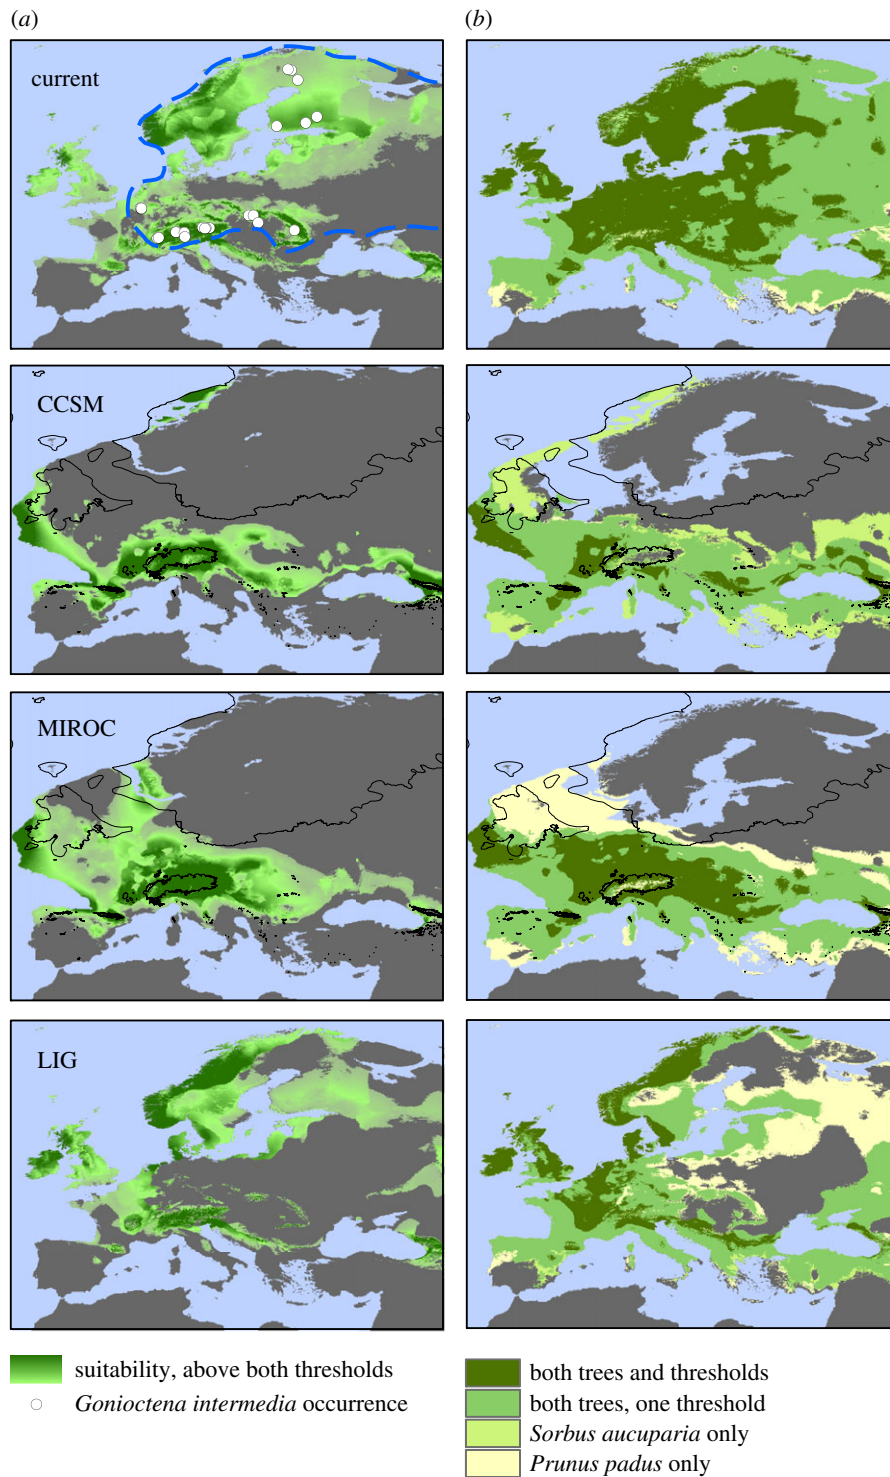 (a)
(b)
current
CCSM
MIROC
LIG
suitability, above both thresholds
Gonioctena intermedia occurrence
both trees and thresholds
both trees, one threshold
Sorbus aucuparia only
Prunus padus only